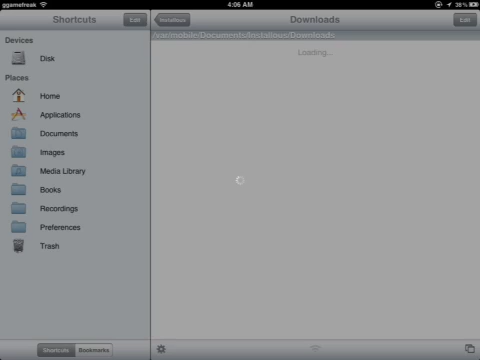 ggamefreak
4:06 AM
38%
Shortcuts
Edit
Installous
Downloads
Edit
/var/mobile/Documents/Installous/Downloads
Loading...
Devices
Disk
Places
Home
Applications
Documents
Images
Media Library
Books
Recordings
Preferences
Trash
Shortcuts
Bookmarks